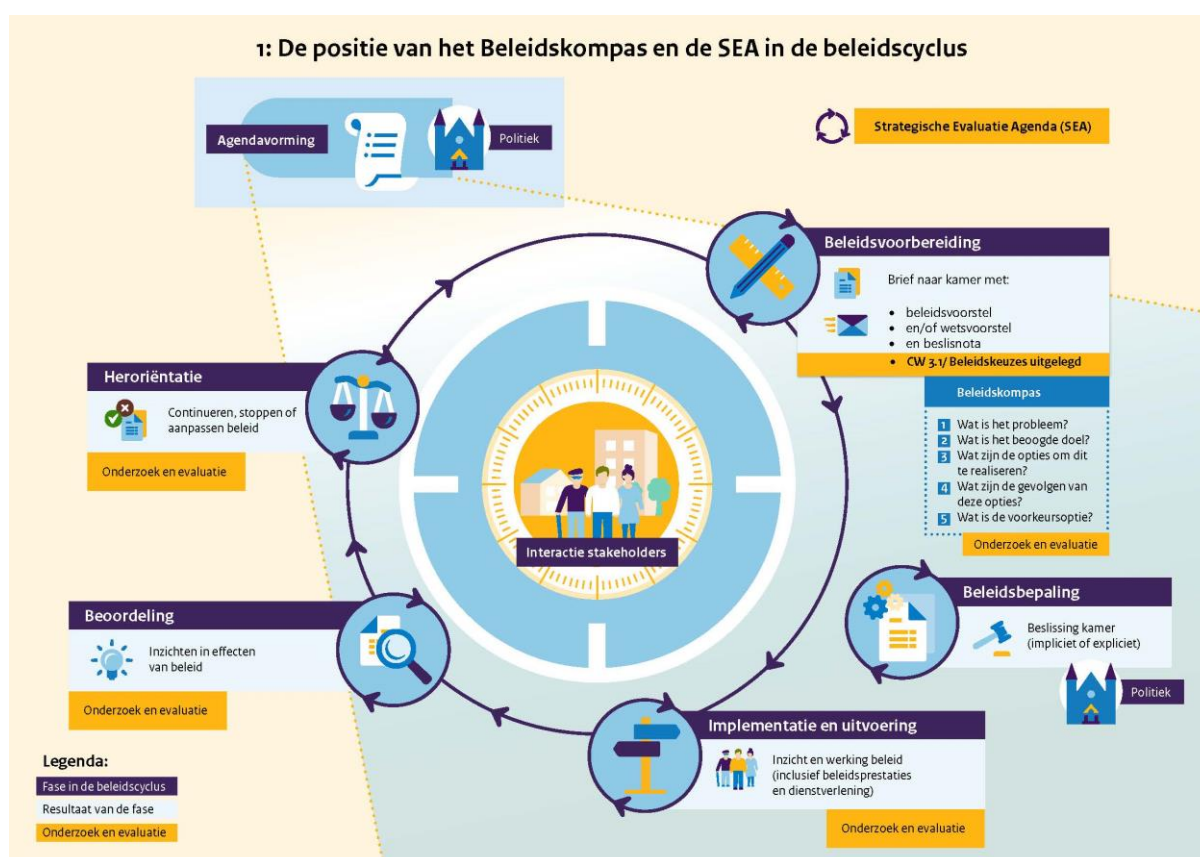 1: De positie van het Beleidskompas en de SEA in de beleidscyclus
Agendavorming
Politiek
Strategische Evaluatie Agenda (SEA)
Beleidsvoorbereiding
Brief naar kamer met:
• beleidsvoorstel
• en/of wetsvoorstel
• en beslisnota
• CW 3.1/ Beleidskeuzes uitgelegd
Beleidskompas
1 Wat is het probleem?
2 Wat is het beoogde doel?
3 Wat zijn de opties om dit
te realiseren?
4 Wat zijn de gevolgen van
deze opties?
5 Wat is de voorkeursoptie?
Onderzoek en evaluatie
Beleidsbepaling
Beslissing kamer
(impliciet of expliciet)
Politiek
Implementatie en uitvoering
Inzicht en werking beleid
(inclusief beleidsprestaties
en dienstverlening)
Onderzoek en evaluatie
Beoordeling
Inzichten in effecten
van beleid
Onderzoek en evaluatie
Heroriëntatie
Continueren, stoppen of
aanpassen beleid
Onderzoek en evaluatie
Interactie stakeholders
Legenda:
Fase in de beleidscyclus
Resultaat van de fase
Onderzoek en evaluatie